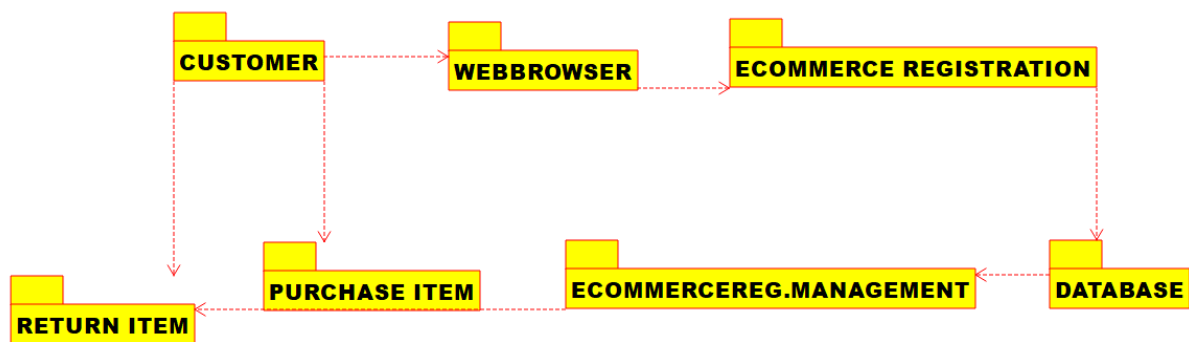 CUSTOMER
WEBBROWSER
ECOMMERCE REGISTRATION
PURCHASE ITEM
ECOMMERCEREG.MANAGEMENT
DATABASE
RETURN ITEM